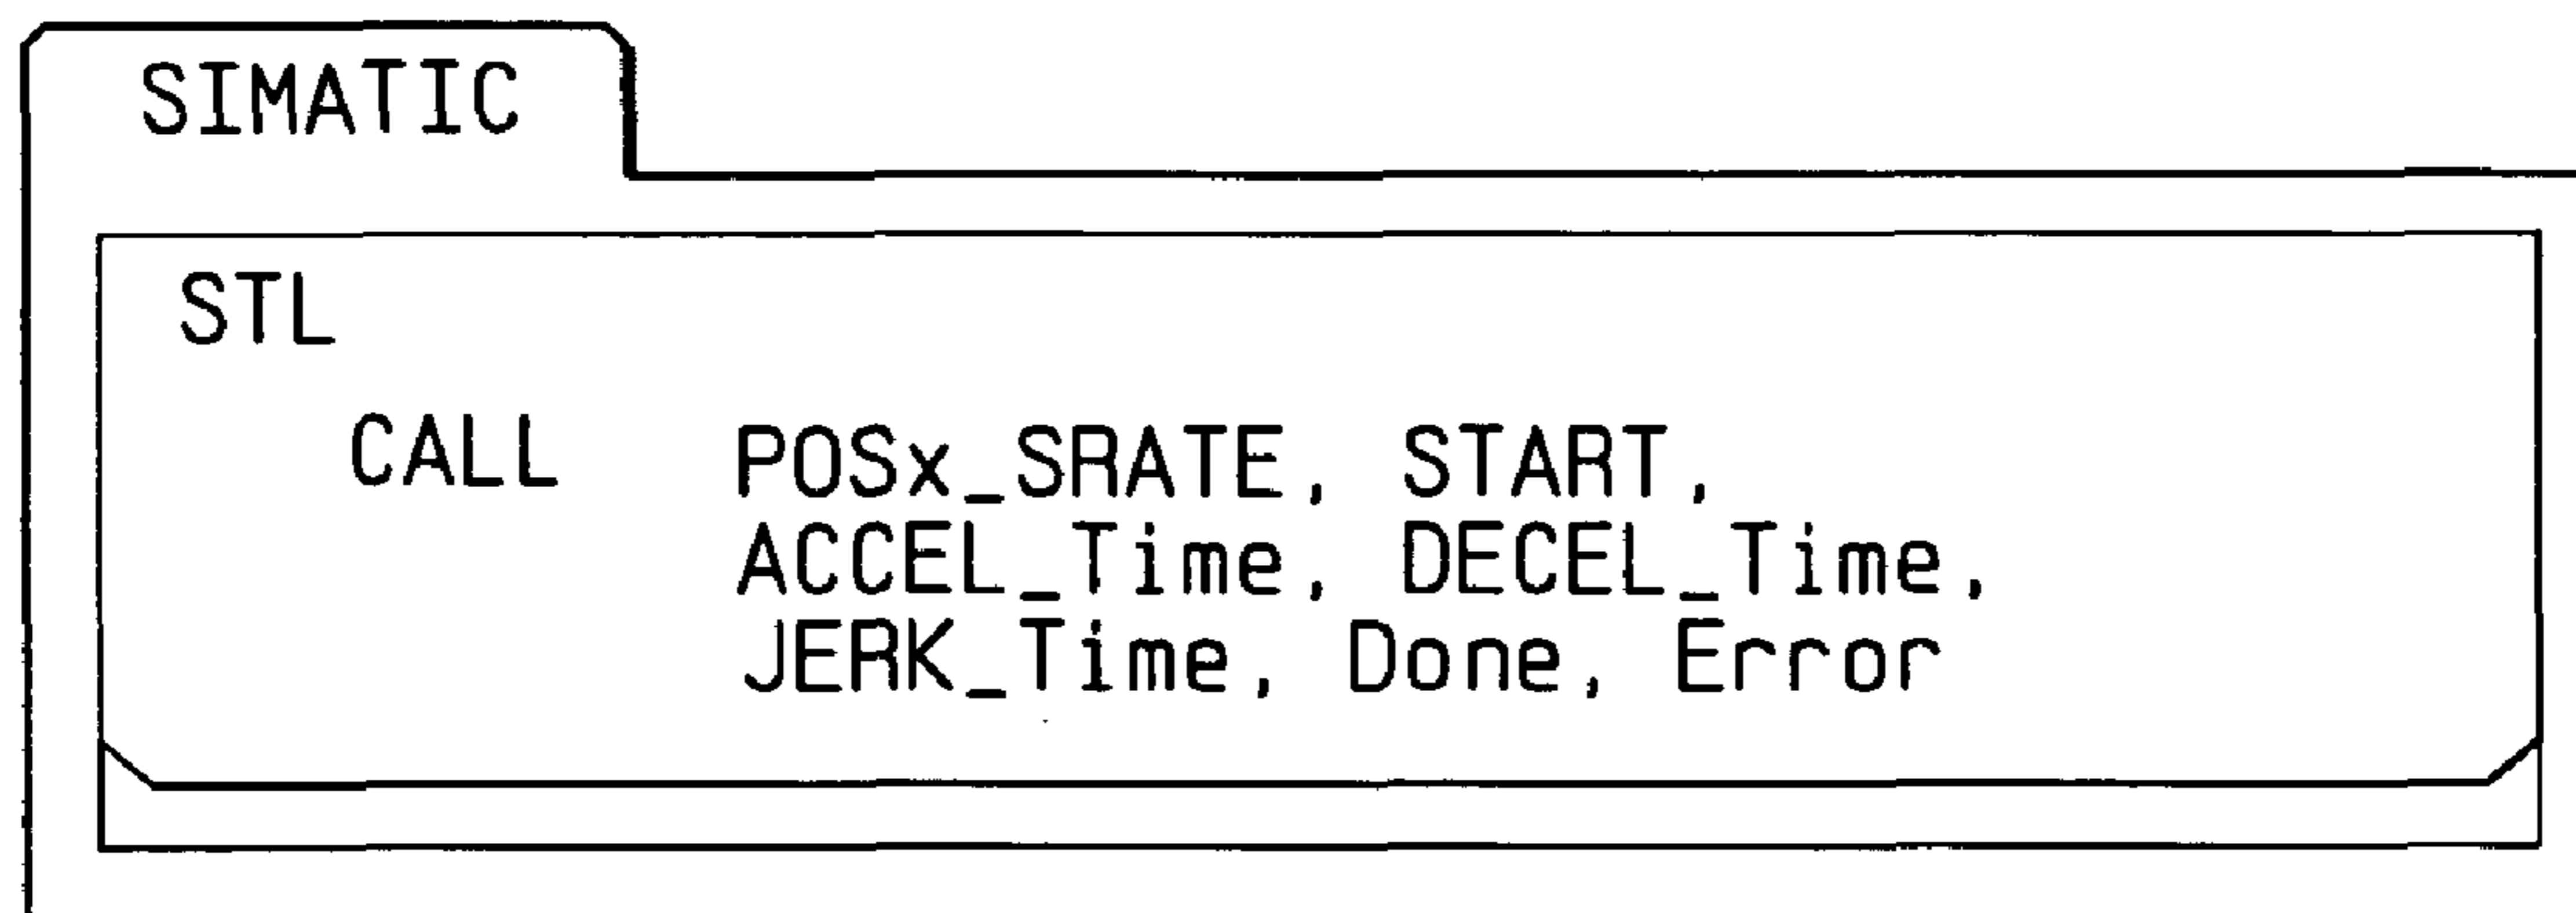 SIMATIC
STL
CALL POSx_SRATE, START,
ACCEL_Time, DECEL_Time,
JERK_Time, Done, Error